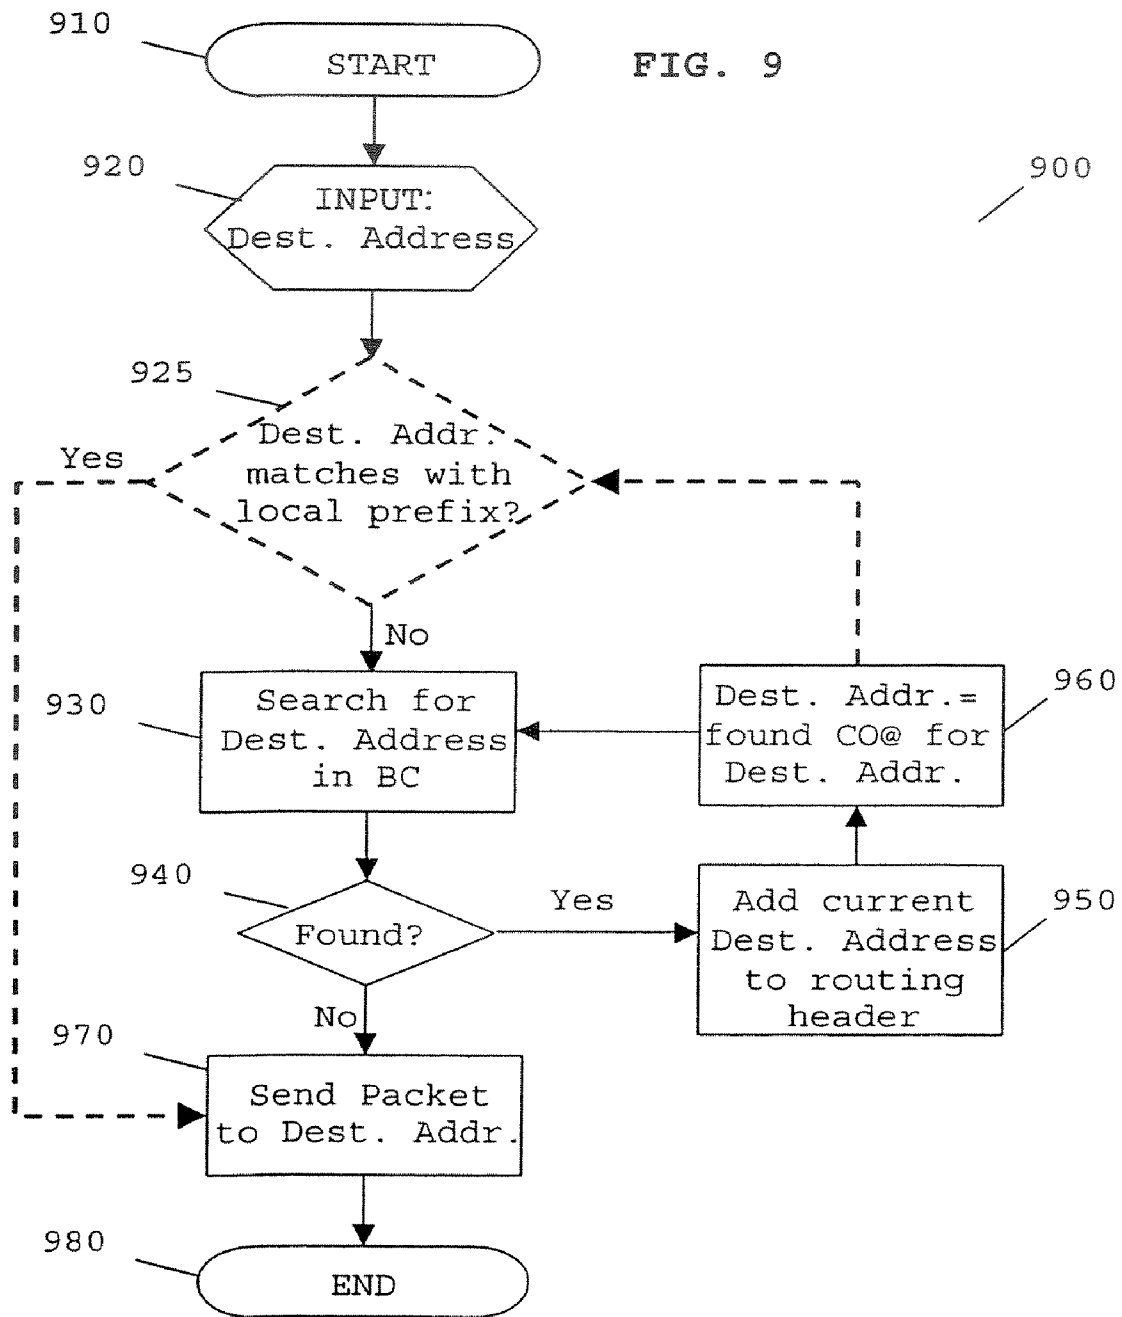 910
START
FIG. 9
920
INPUT:
Dest. Address
900
925
Dest. Addr.
matches with
local prefix?
Yes
No
930
Search for
Dest. Address
in BC
Dest. Addr.=
found CO@ for
Dest. Addr.
960
940
Found?
Yes
Add current
Dest. Address
to routing
header
950
No
970
Send Packet
to Dest. Addr.
980
END